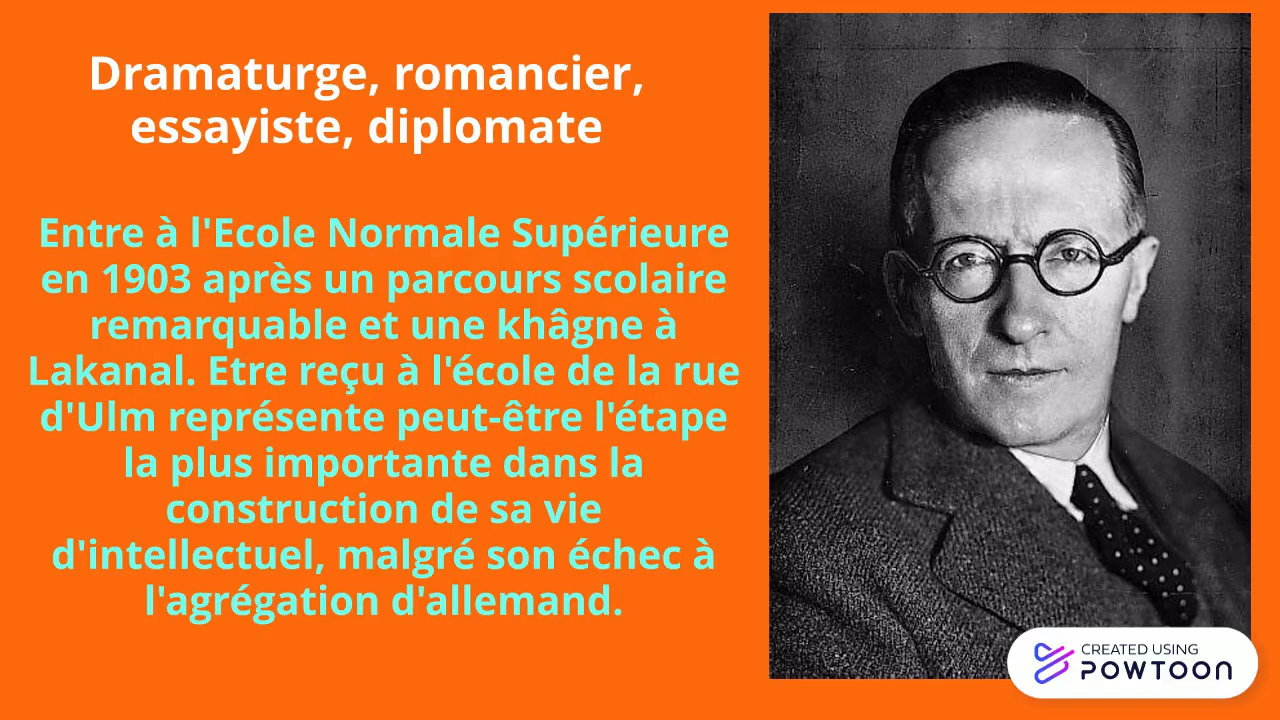 Dramaturge, romancier,
essayiste, diplomate
Entre à l'Ecole Normale Supérieure
en 1903 après un parcours scolaire
remarquable et une khâgne à
Lakanal. Etre reçu à l'école de la rue
d'Ulm représente peut-être l'étape
la plus importante dans la
construction de sa vie
d'intellectuel, malgré son échec à
l'agrégation d'allemand.
CREATED USING
POWTOON